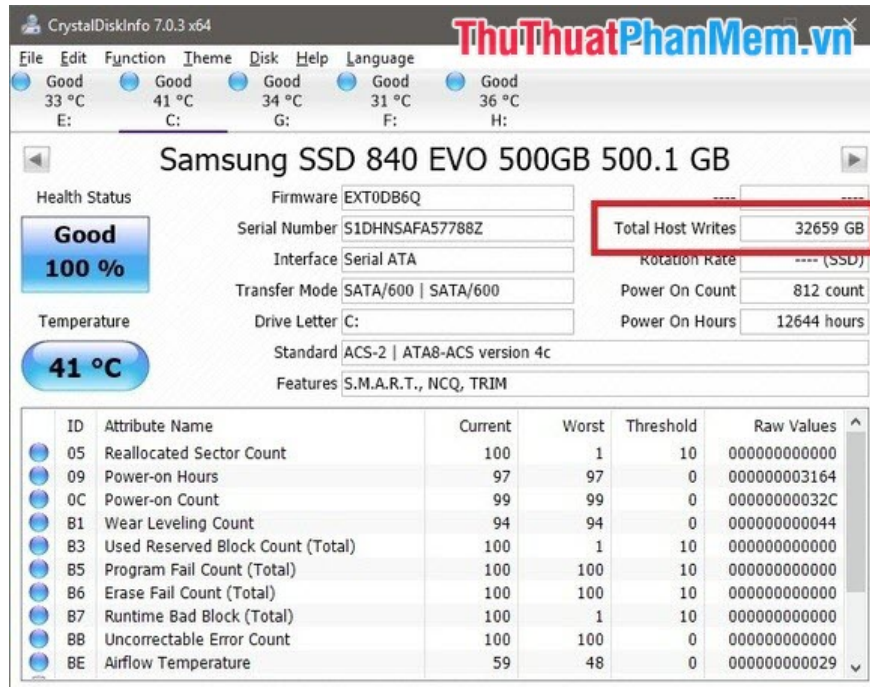 CrystalDiskInfo 7.0.3 x64
ThuThuatPhanMem.vn
File Edit Function Theme Disk Help Language
Good Good Good Good Good
33 °C 41 °C 34 °C 31 °C 36 °C
E: C: G: F: H:
Samsung SSD 840 EVO 500GB 500.1 GB
Health Status
Good
100 %
Temperature
41 °C
Firmware EXT0DB6Q ---- ----
Serial Number S1DHNSAFA57788Z Total Host Writes 32659 GB
Interface Serial ATA Rotation Rate ---- (SSD)
Transfer Mode SATA/600 | SATA/600 Power On Count 812 count
Drive Letter C: Power On Hours 12644 hours
Standard ACS-2 | ATA8-ACS version 4c
Features S.M.A.R.T., NCQ, TRIM
ID Attribute Name Current Worst Threshold Raw Values
05 Reallocated Sector Count 100 1 10 000000000000
09 Power-on Hours 97 97 0 000000003164
0C Power-on Count 99 99 0 00000000032C
B1 Wear Leveling Count 94 94 0 000000000044
B3 Used Reserved Block Count (Total) 100 1 10 000000000000
B5 Program Fail Count (Total) 100 100 10 000000000000
B6 Erase Fail Count (Total) 100 100 10 000000000000
B7 Runtime Bad Block (Total) 100 1 10 000000000000
BB Uncorrectable Error Count 100 100 0 000000000000
BE Airflow Temperature 59 48 0 000000000029